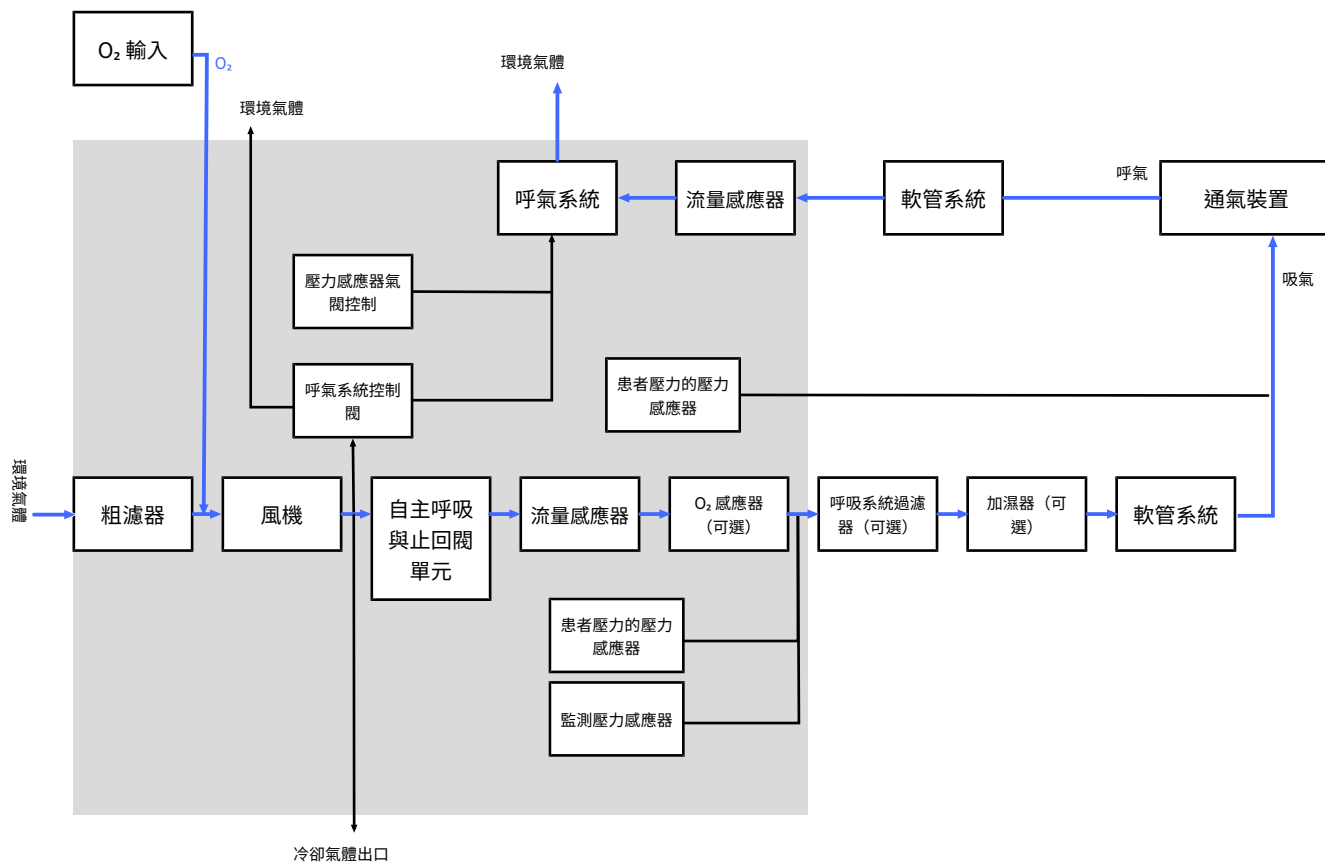 O₂ 輸入
O₂
環境氣體
環境氣體
呼氣系統
流量感應器
軟管系統
呼氣
通氣裝置
吸氣
壓力感應器氣
閥控制
呼氣系統控制
閥
患者壓力的壓力
感應器
環境氣體
粗濾器
風機
自主呼吸
與止回閥
單元
流量感應器
O₂ 感應器
（可選）
呼吸系統過濾
器（可選）
加濕器（可
選）
軟管系統
患者壓力的壓力
感應器
監測壓力感應器
冷卻氣體出口